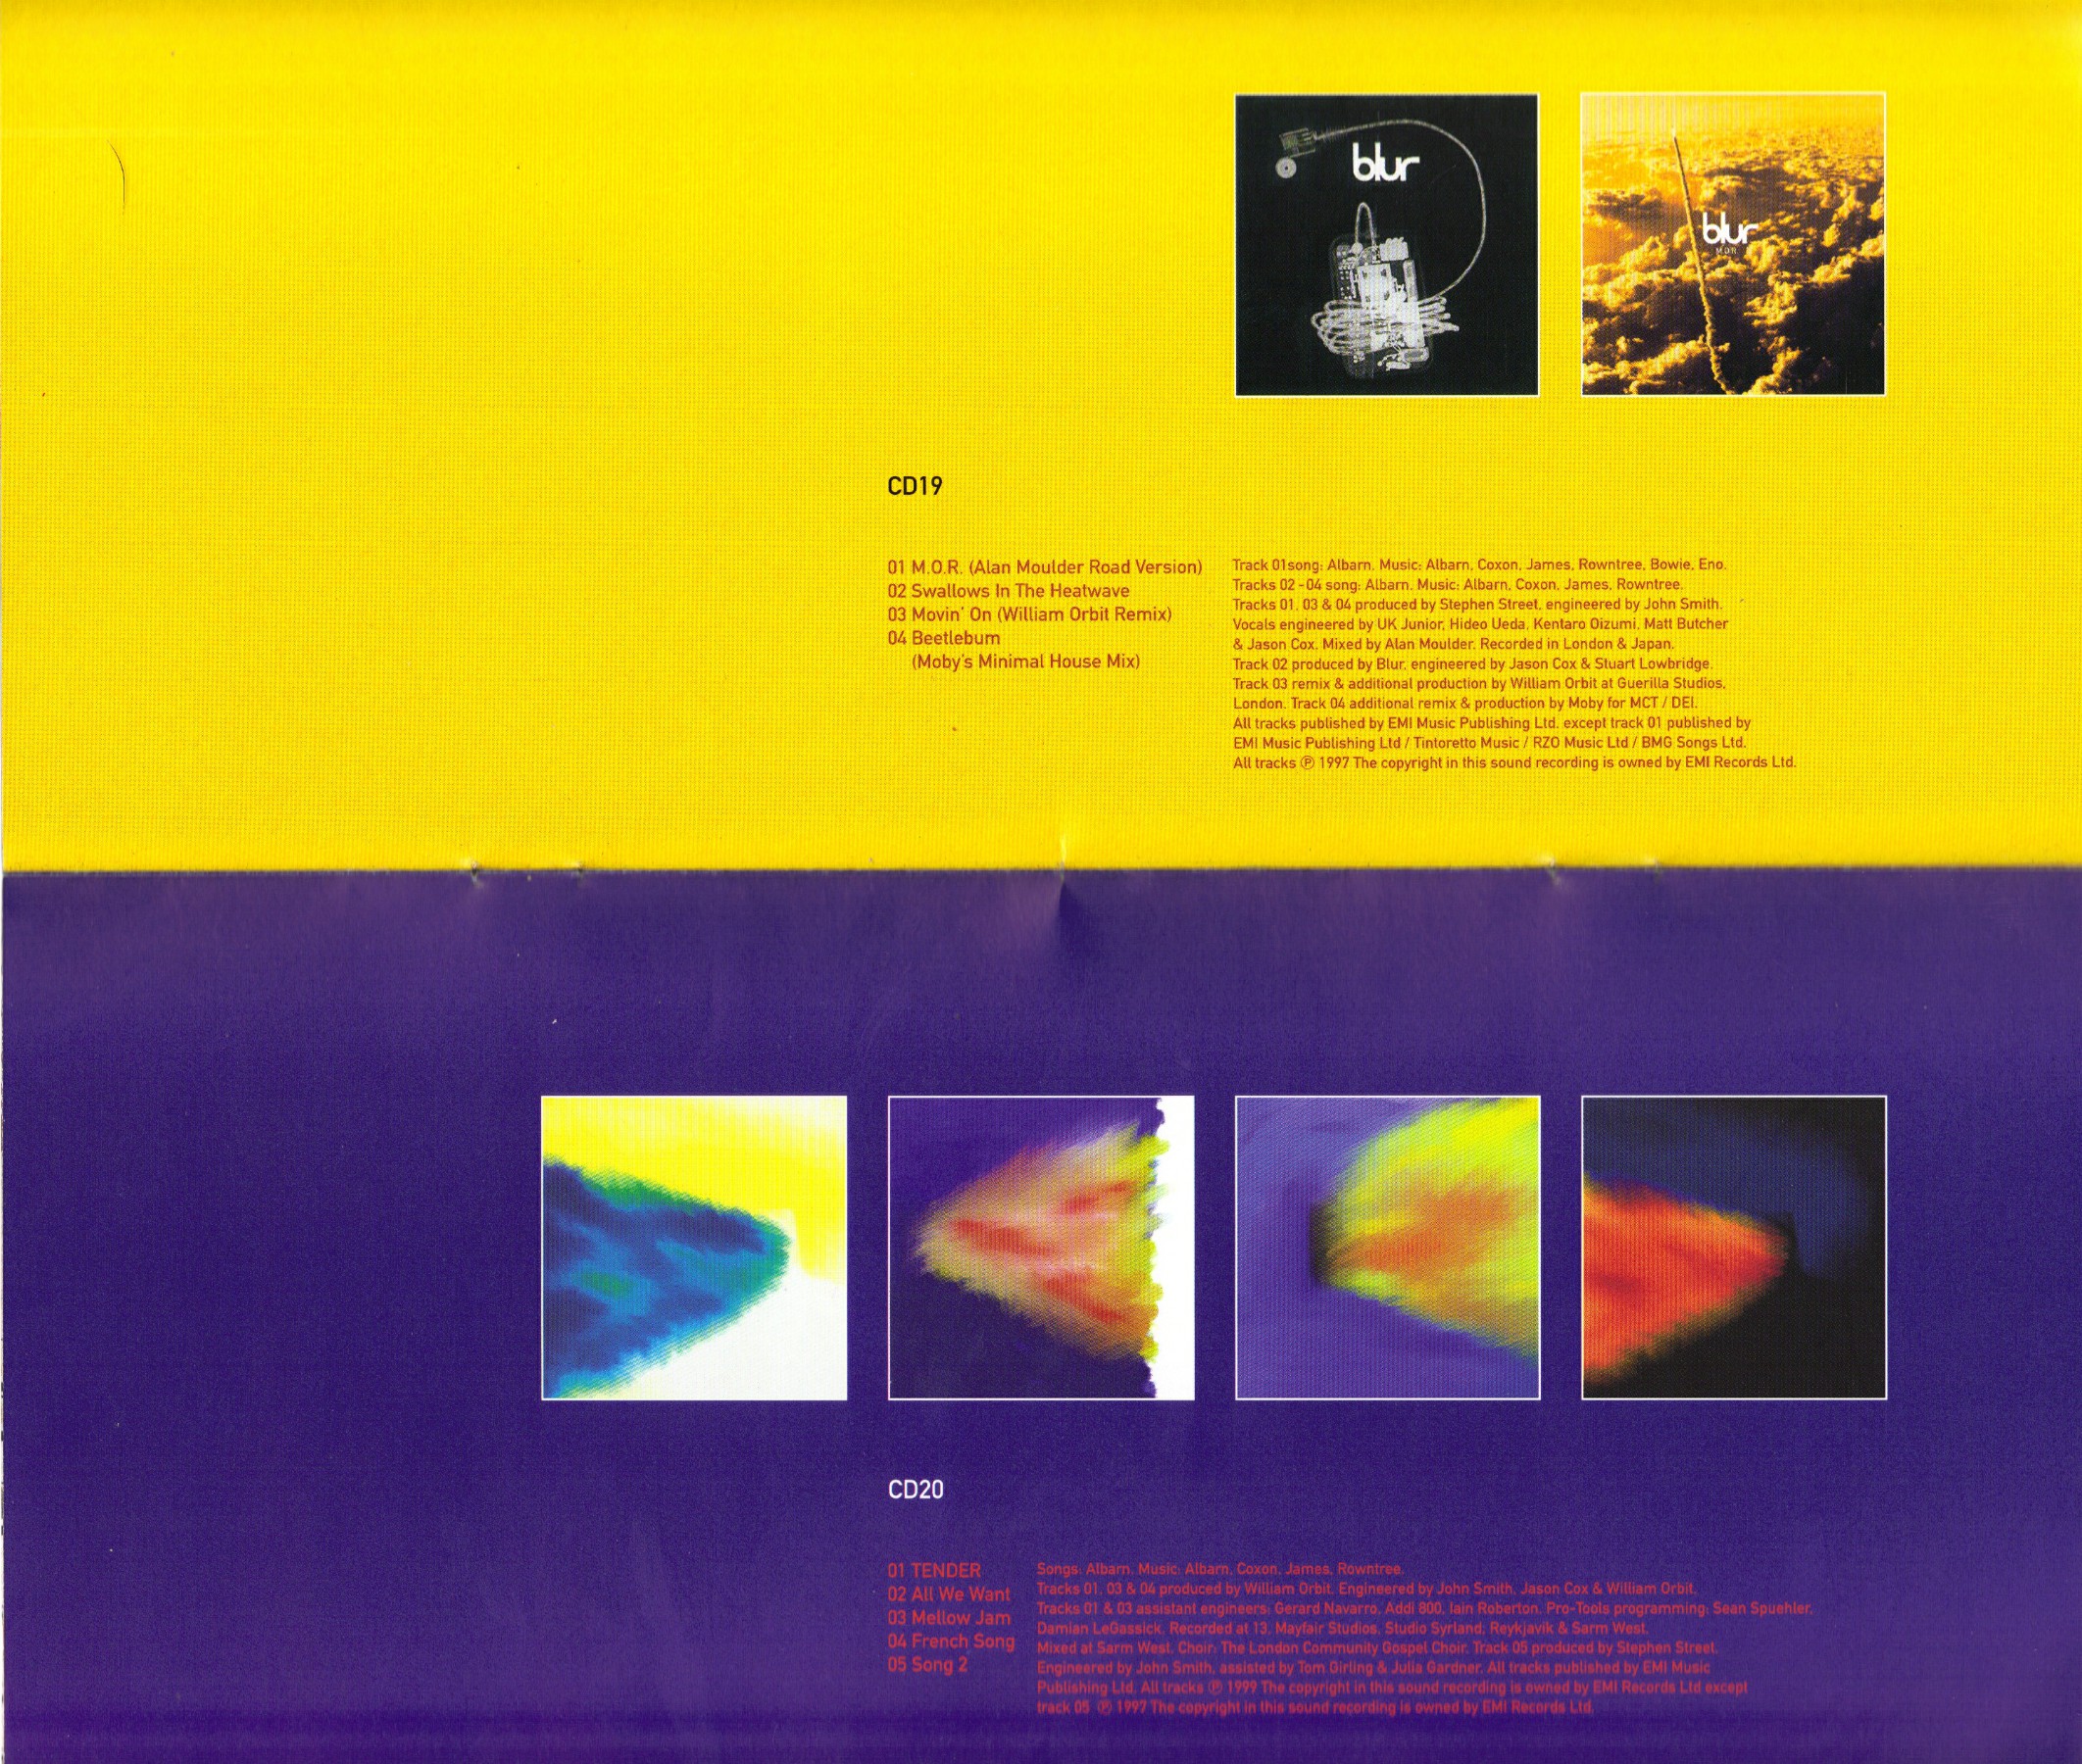 blur
blur
MOR
CD19
01 M.O.R. (Alan Moulder Road Version)
02 Swallows In The Heatwave
03 Movin' On (William Orbit Remix)
04 Beetlebum
(Moby's Minimal House Mix)
Track 01song: Albarn. Music: Albarn, Coxon, James, Rowntree, Bowie, Eno.
Tracks 02 - 04 song: Albarn. Music: Albarn, Coxon, James, Rowntree.
Tracks 01, 03 & 04 produced by Stephen Street, engineered by John Smith.
Vocals engineered by UK Junior, Hideo Ueda, Kentaro Oizumi, Matt Butcher
& Jason Cox. Mixed by Alan Moulder. Recorded in London & Japan.
Track 02 produced by Blur, engineered by Jason Cox & Stuart Lowbridge.
Track 03 remix & additional production by William Orbit at Guerilla Studios,
London. Track 04 additional remix & production by Moby for MCT / DEI.
All tracks published by EMI Music Publishing Ltd. except track 01 published by
EMI Music Publishing Ltd / Tintoretto Music / RZO Music Ltd / BMG Songs Ltd.
All tracks ℗ 1997 The copyright in this sound recording is owned by EMI Records Ltd.
CD20
01 TENDER
02 All We Want
03 Mellow Jam
04 French Song
05 Song 2
Songs: Albarn. Music: Albarn, Coxon, James, Rowntree.
Tracks 01, 03 & 04 produced by William Orbit. Engineered by John Smith, Jason Cox & William Orbit.
Tracks 01 & 03 assistant engineers: Gerard Navarro, Addi 800, Iain Roberton. Pro-Tools programming: Sean Spuehler,
Damian LeGassick. Recorded at 13, Mayfair Studios, Studio Syrland; Reykjavik & Sarm West.
Mixed at Sarm West. Choir: The London Community Gospel Choir. Track 05 produced by Stephen Street.
Engineered by John Smith, assisted by Tom Girling & Julia Gardner. All tracks published by EMI Music
Publishing Ltd. All tracks ℗ 1999 The copyright in this sound recording is owned by EMI Records Ltd except
track 05 ℗ 1997 The copyright in this sound recording is owned by EMI Records Ltd.